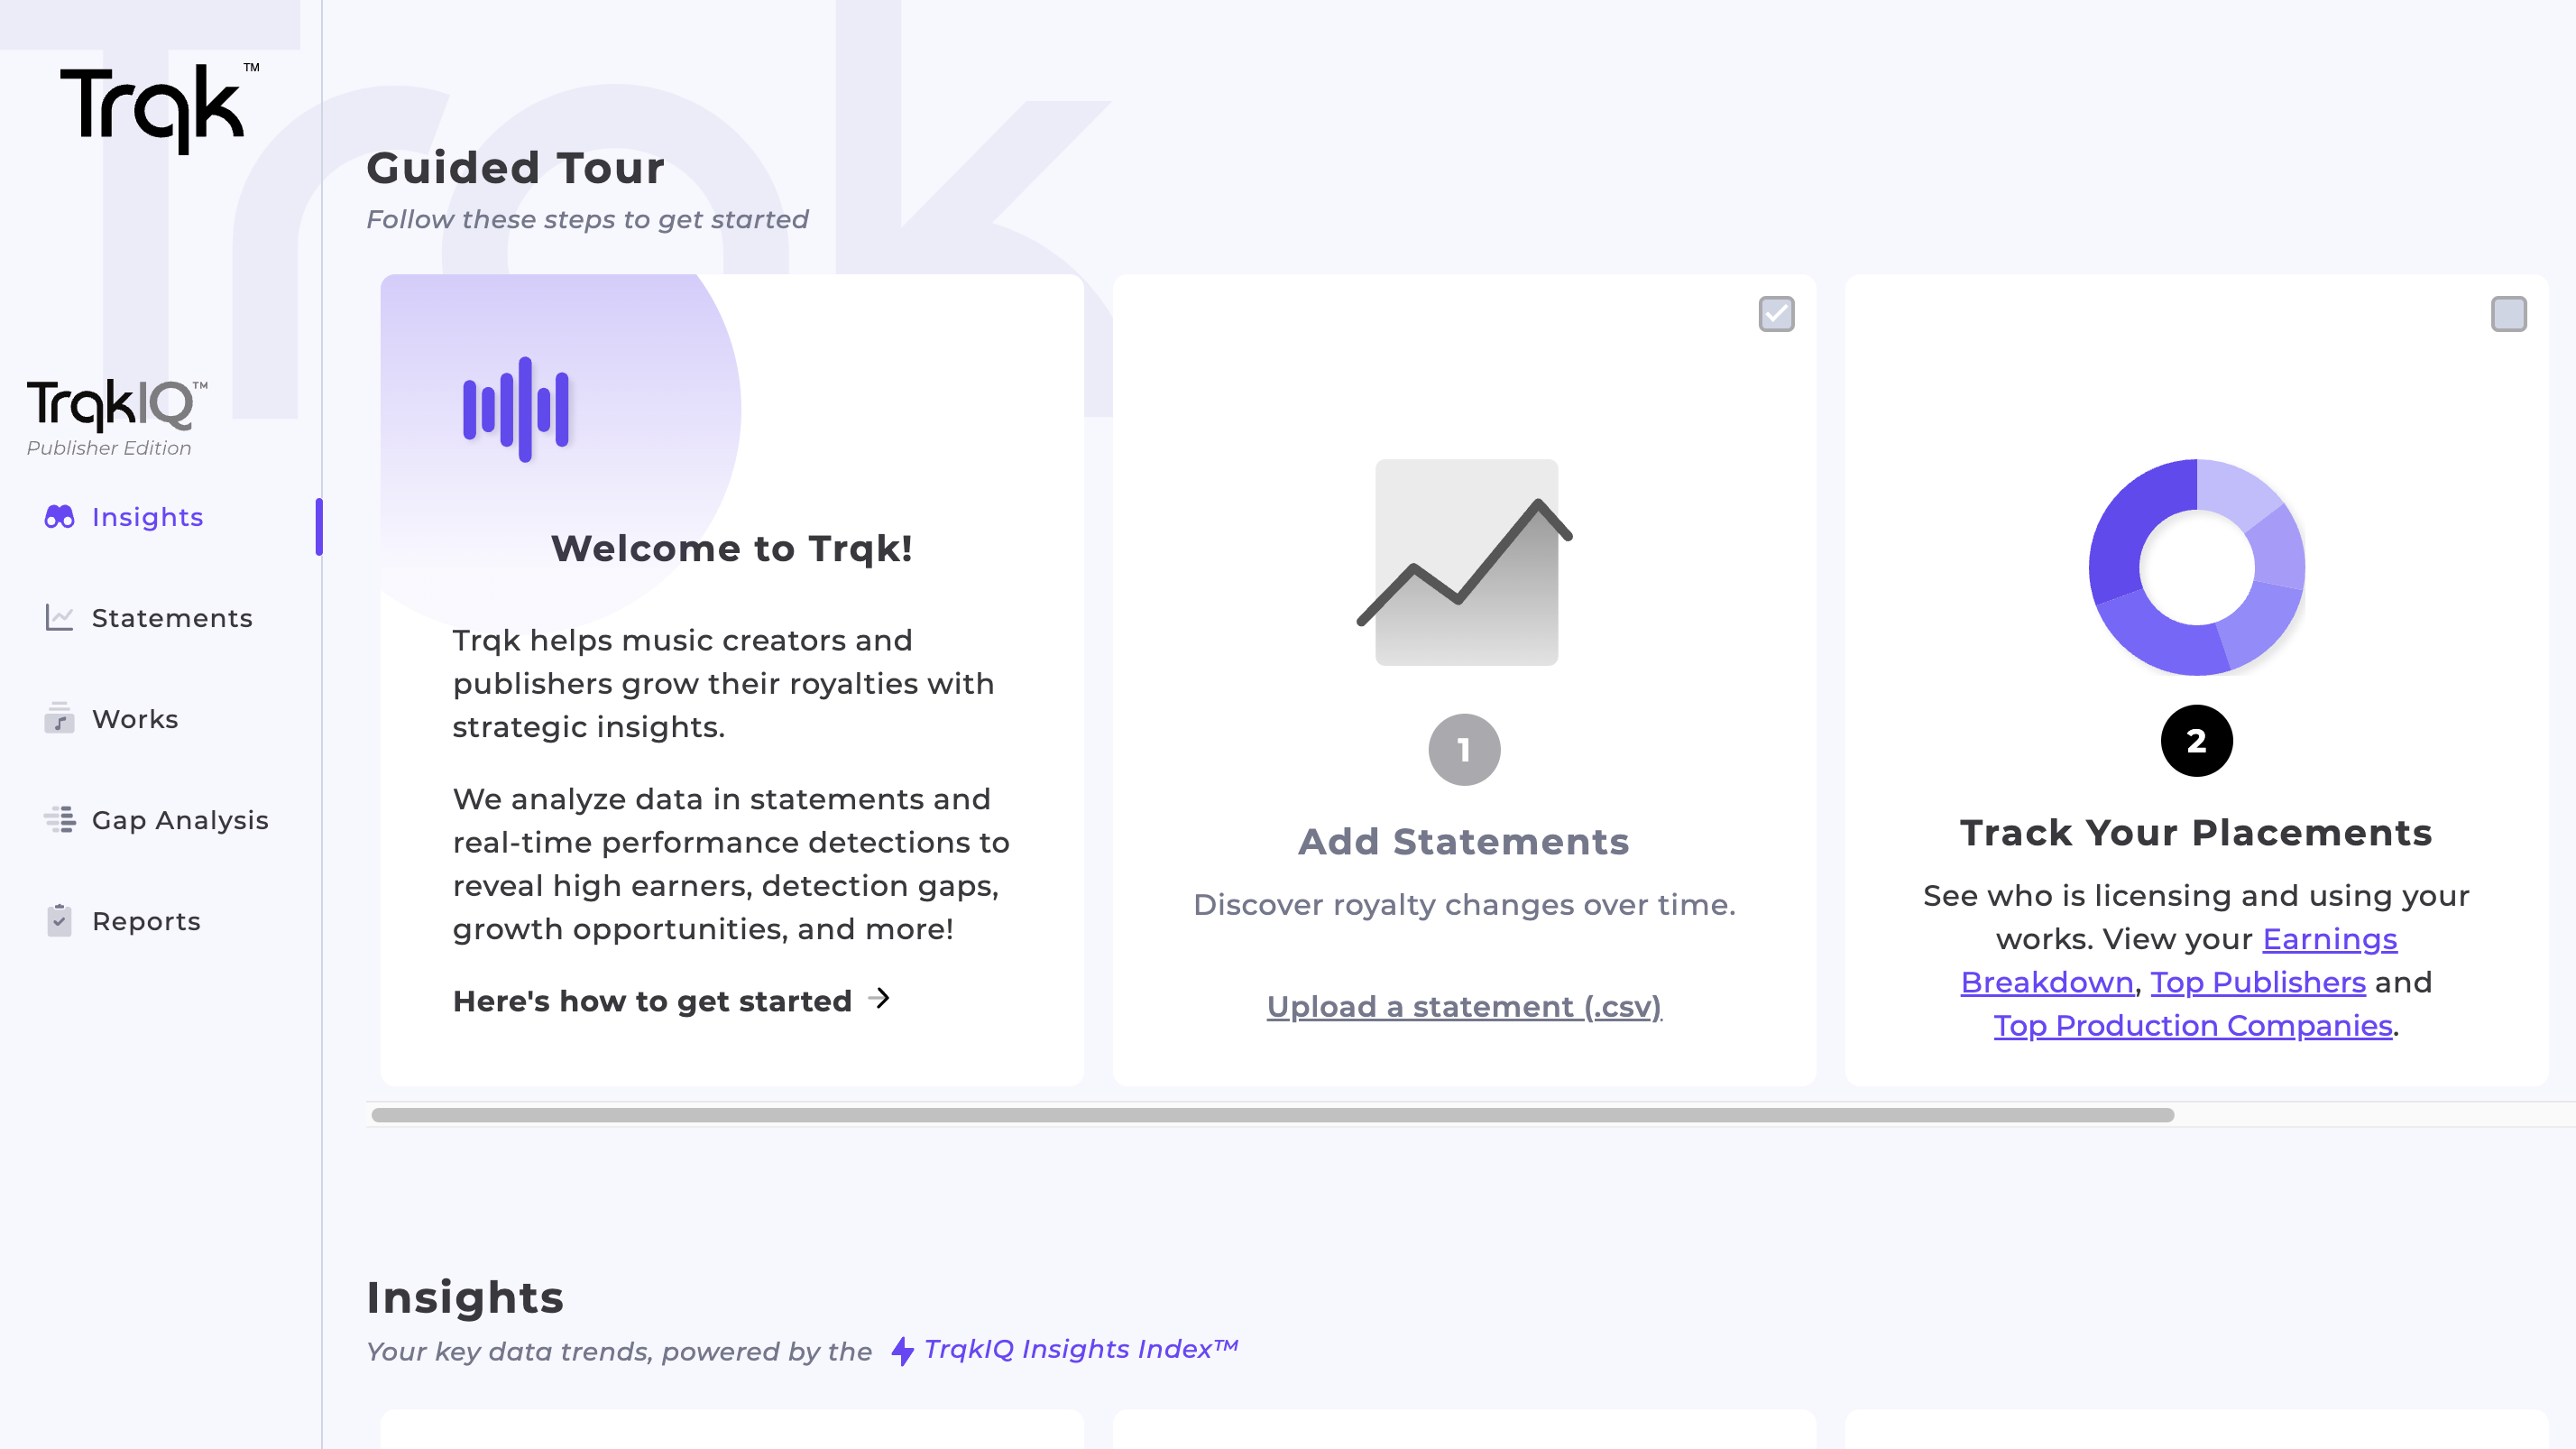 Trqk™
TrqkIQ™
Publisher Edition
Insights
Statements
Works
Gap Analysis
Reports
Guided Tour
Follow these steps to get started
Welcome to Trqk!
Trqk helps music creators and
publishers grow their royalties with
strategic insights.
We analyze data in statements and
real-time performance detections to
reveal high earners, detection gaps,
growth opportunities, and more!
Here's how to get started
1
Add Statements
Discover royalty changes over time.
Upload a statement (.csv)
2
Track Your Placements
See who is licensing and using your
works. View your Earnings
Breakdown, Top Publishers and
Top Production Companies.
Insights
Your key data trends, powered by the TrqkIQ Insights Index™